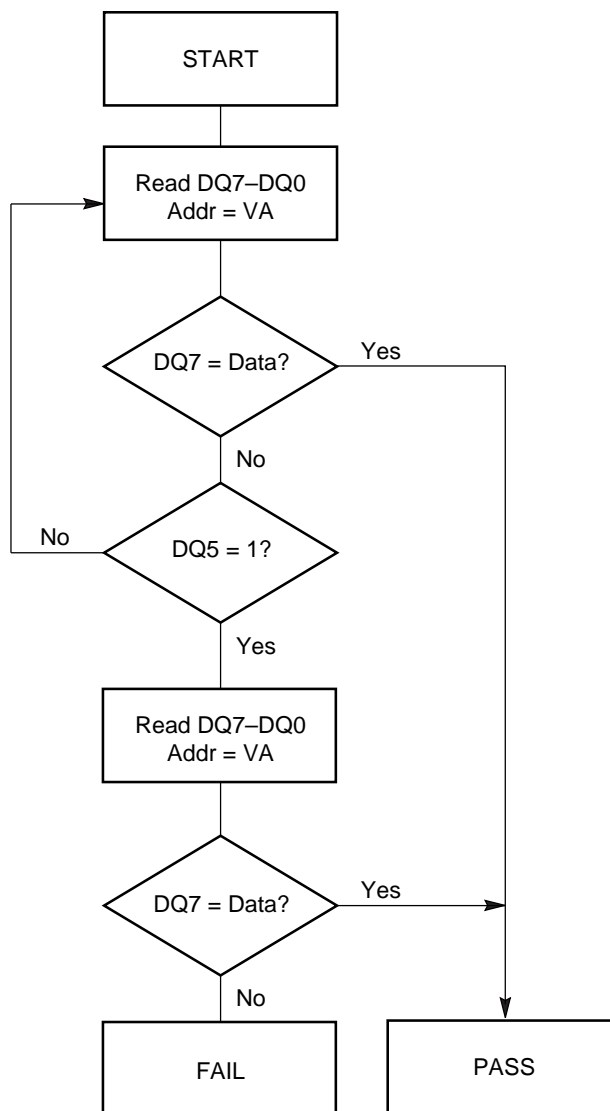 START
Read DQ7–DQ0
Addr = VA
DQ7 = Data?
Yes
No
No
DQ5 = 1?
Yes
Read DQ7–DQ0
Addr = VA
DQ7 = Data?
Yes
No
FAIL
PASS